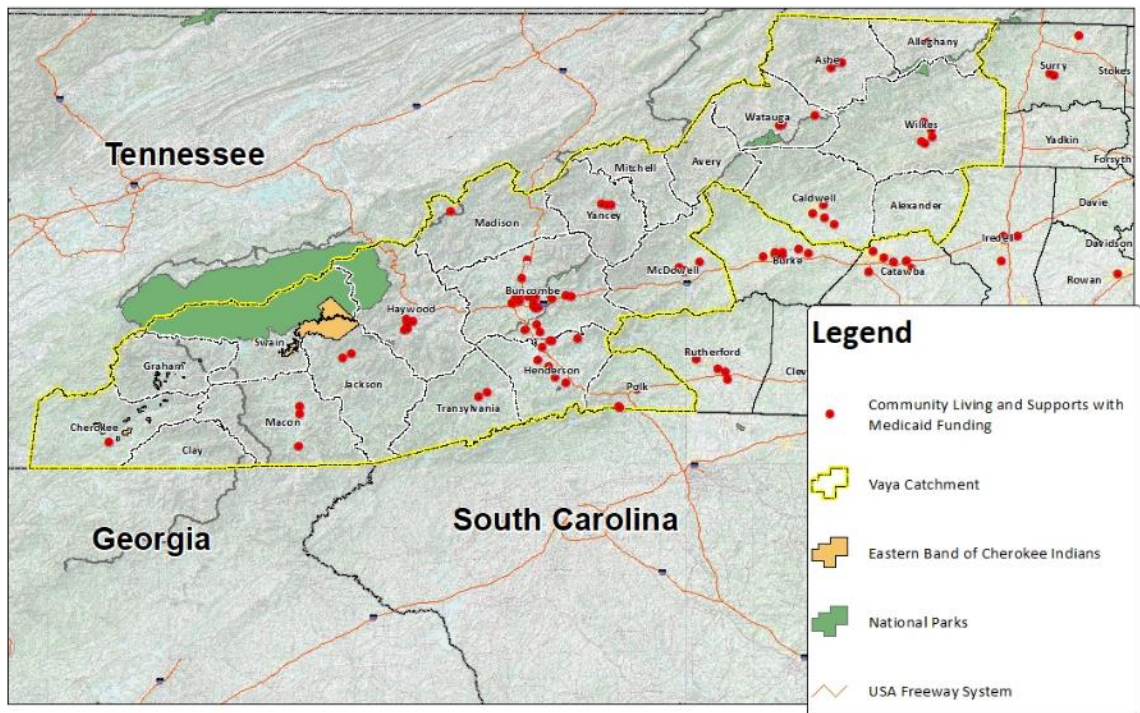 Alleghany
Ashe
Surry
Stokes
Watauga
Wilkes
Yadkin
Forsyth
Mitchell
Avery
Tennessee
Caldwell
Alexander
Davie
Yancey
Madison
Iredell
Davidson
McDowell
Burke
Catawba
Rowan
Buncombe
Haywood
Swain
Rutherford
Clev
Graham
Jackson
Henderson
Polk
Transylvania
Macon
Cherokee
Clay
Georgia
South Carolina
Legend
Community Living and Supports with
Medicaid Funding
Vaya Catchment
Eastern Band of Cherokee Indians
National Parks
USA Freeway System